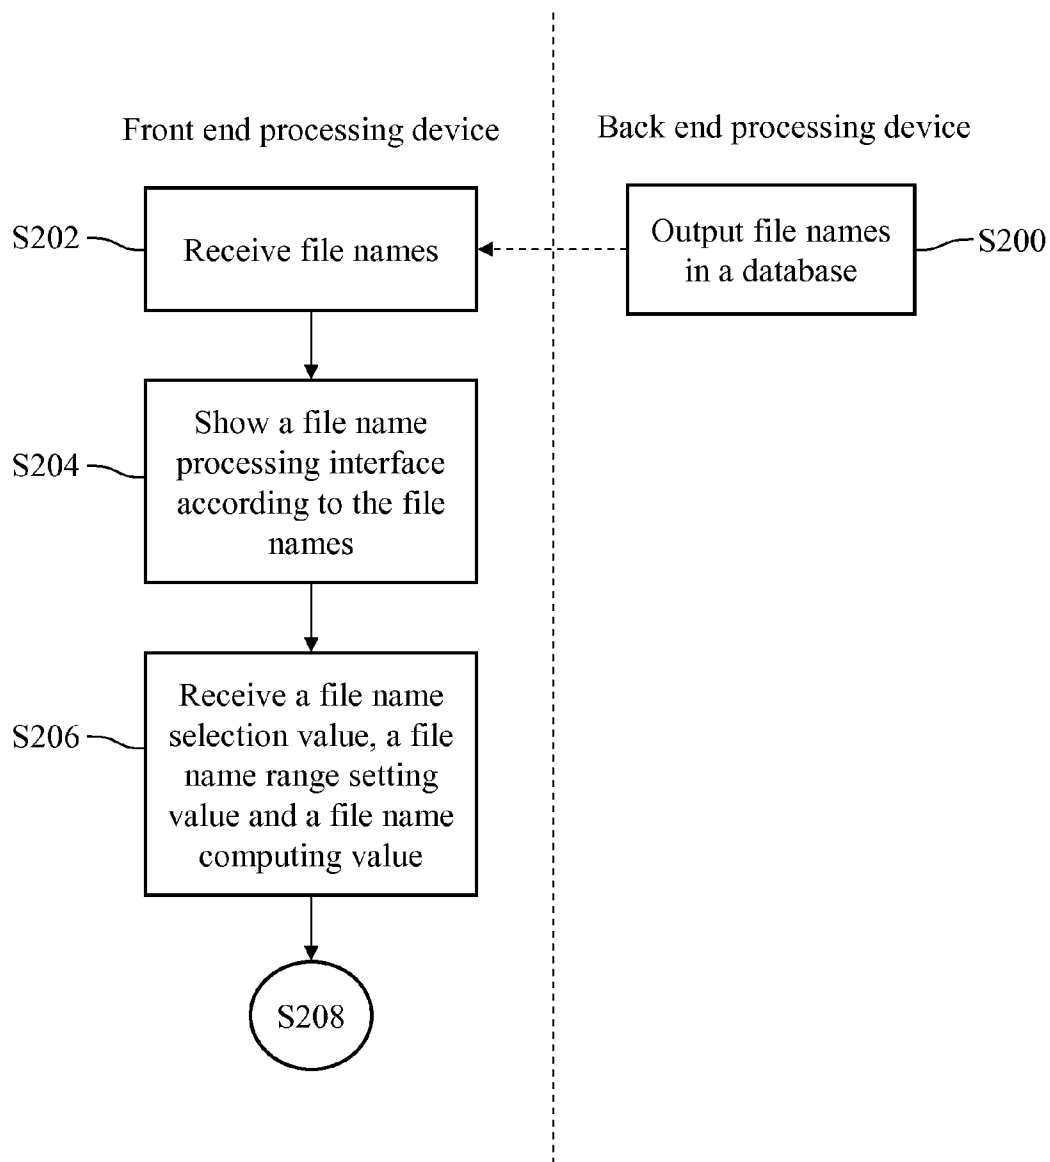 Front end processing device
Back end processing device
S202
Receive file names
Output file names
in a database
S200
S204
Show a file name
processing interface
according to the file
names
S206
Receive a file name
selection value, a file
name range setting
value and a file name
computing value
S208